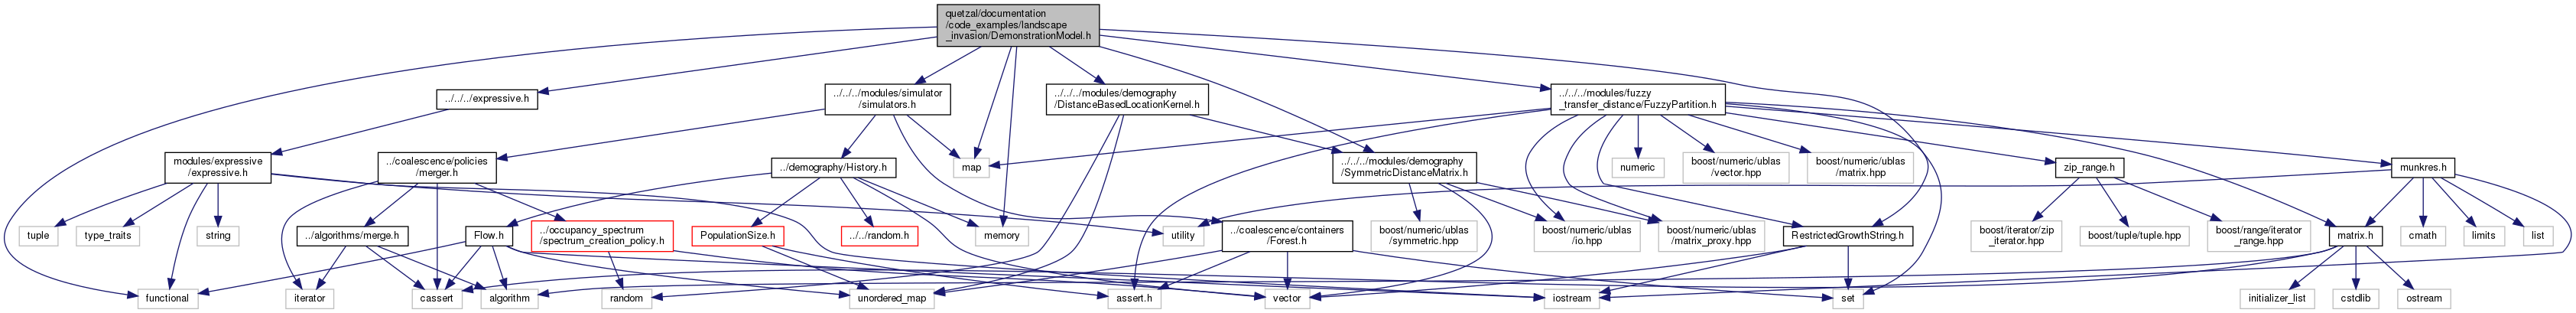 quetzal/documentation
/code_examples/landscape
_invasion/DemonstrationModel.h
../../../expressive.h
../../../modules/simulator
/simulators.h
../../../modules/demography
/DistanceBasedLocationKernel.h
../../../modules/fuzzy
_transfer_distance/FuzzyPartition.h
modules/expressive
/expressive.h
../coalescence/policies
/merger.h
../demography/History.h
map
../../../modules/demography
/SymmetricDistanceMatrix.h
numeric
boost/numeric/ublas
/vector.hpp
boost/numeric/ublas
/matrix.hpp
zip_range.h
munkres.h
tuple
type_traits
string
../algorithms/merge.h
Flow.h
../occupancy_spectrum
/spectrum_creation_policy.h
PopulationSize.h
../../random.h
memory
utility
../coalescence/containers
/Forest.h
boost/numeric/ublas
/symmetric.hpp
boost/numeric/ublas
/io.hpp
boost/numeric/ublas
/matrix_proxy.hpp
RestrictedGrowthString.h
boost/iterator/zip
_iterator.hpp
boost/tuple/tuple.hpp
boost/range/iterator
_range.hpp
matrix.h
cmath
limits
list
functional
iterator
cassert
algorithm
random
unordered_map
assert.h
vector
iostream
set
initializer_list
cstdlib
ostream